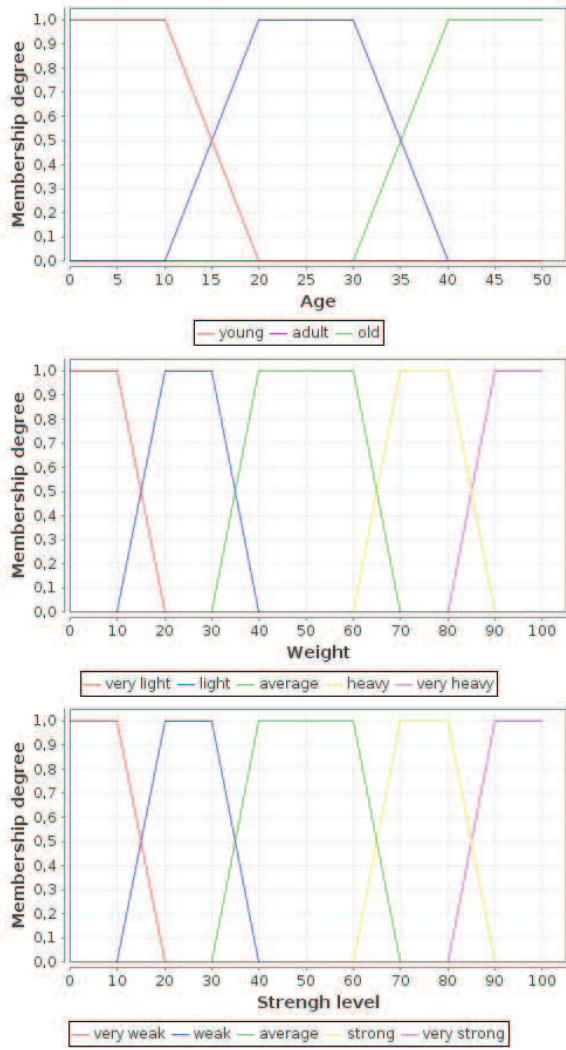 Membership degree
1,0
0,9
0,8
0,7
0,6
0,5
0,4
0,3
0,2
0,1
0,0
0 5 10 15 20 25 30 35 40 45 50
Age
young adult old
Membership degree
1,0
0,9
0,8
0,7
0,6
0,5
0,4
0,3
0,2
0,1
0,0
0 10 20 30 40 50 60 70 80 90 100
Weight
very light light average heavy very heavy
Membership degree
1,0
0,9
0,8
0,7
0,6
0,5
0,4
0,3
0,2
0,1
0,0
0 10 20 30 40 50 60 70 80 90 100
Strengh level
very weak weak average strong very strong